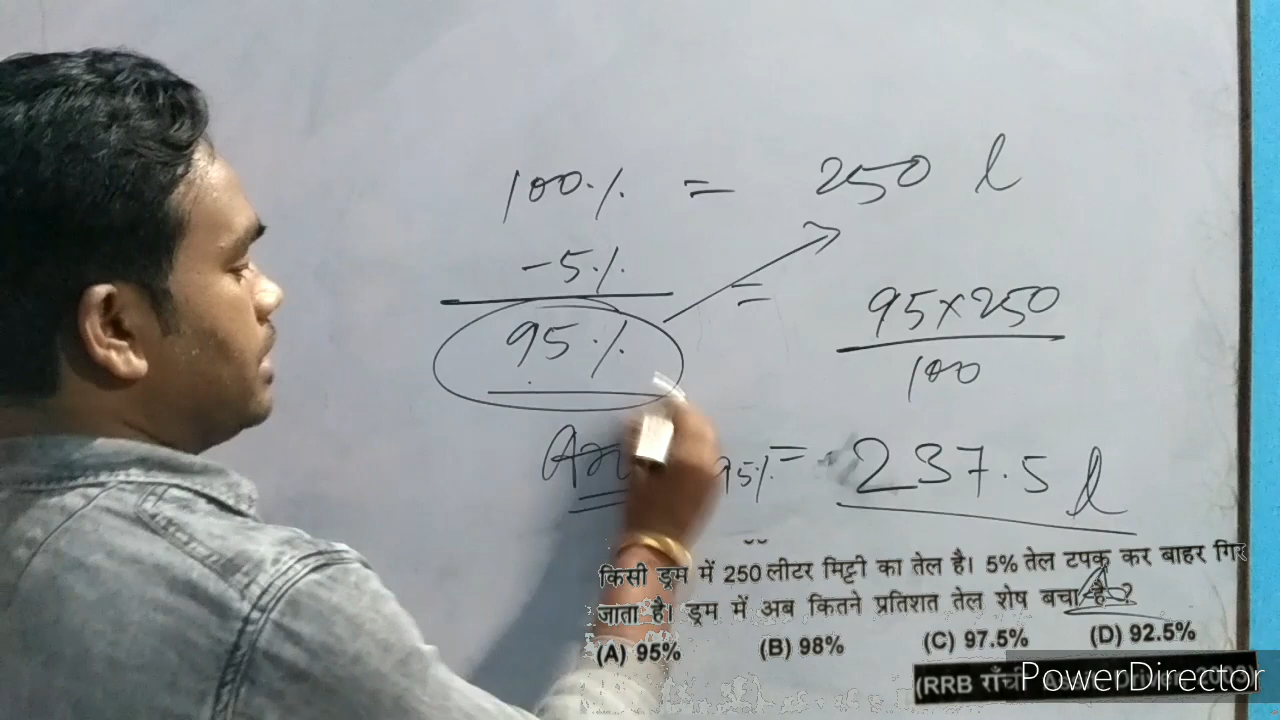 100% = 250 l
-5%
95% = 95×250
100
95% = 237.5 l
किसी ड्रम में 250 लीटर मिट्टी का तेल है। 5% तेल टपक कर बाहर गिर
जाता है। ड्रम में अब कितने प्रतिशत तेल शेष बचा है?
(A) 95% (B) 98% (C) 97.5% (D) 92.5%
(RRB राँची
PowerDirector